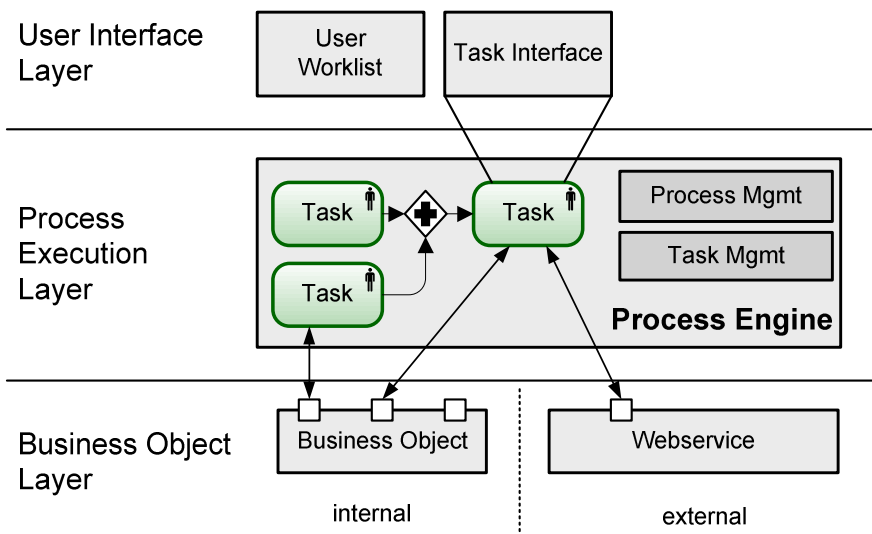 User Interface
Layer
User
Worklist
Task Interface
Process
Execution
Layer
Task
Task
Task
Process Mgmt
Task Mgmt
Process Engine
Business Object
Layer
Business Object
Webservice
internal
external